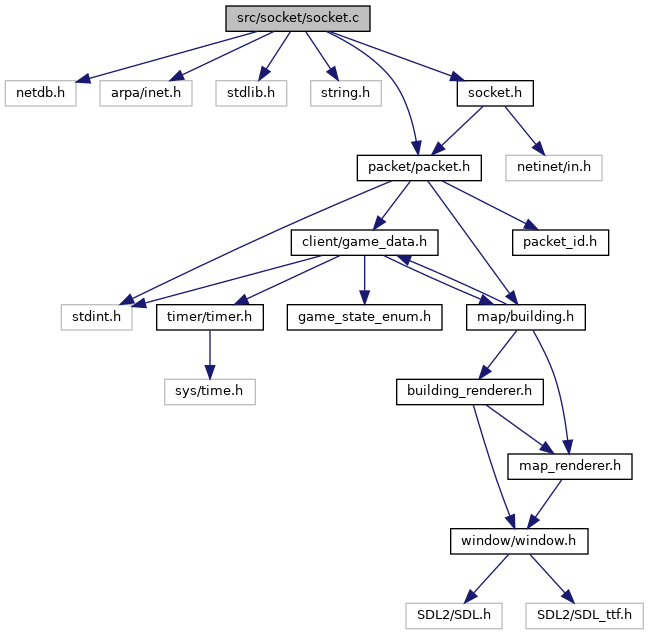 src/socket/socket.c
netdb.h
arpa/inet.h
stdlib.h
string.h
socket.h
packet/packet.h
netinet/in.h
client/game_data.h
packet_id.h
stdint.h
timer/timer.h
game_state_enum.h
map/building.h
sys/time.h
building_renderer.h
map_renderer.h
window/window.h
SDL2/SDL.h
SDL2/SDL_ttf.h